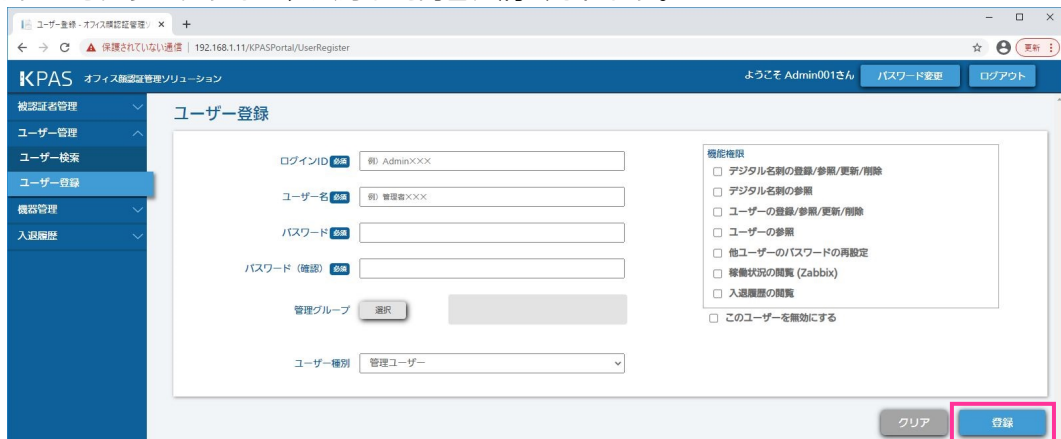 ユーザー登録 - オフィス顔認証管理ソ
保護されていない通信 | 192.168.1.11/KPASPortal/UserRegister
更新
KPAS オフィス顔認証管理ソリューション
ようこそ Admin001さん
パスワード変更
ログアウト
被認証者管理
ユーザー管理
ユーザー検索
ユーザー登録
機器管理
入退履歴
ユーザー登録
ログインID 必須 例）Admin×××
ユーザー名 必須 例）管理者×××
パスワード 必須
パスワード（確認） 必須
管理グループ 選択
ユーザー種別 管理ユーザー
機能権限
デジタル名刺の登録/参照/更新/削除
デジタル名刺の参照
ユーザーの登録/参照/更新/削除
ユーザーの参照
他ユーザーのパスワードの再設定
稼働状況の閲覧 (Zabbix)
入退履歴の閲覧
このユーザーを無効にする
クリア
登録